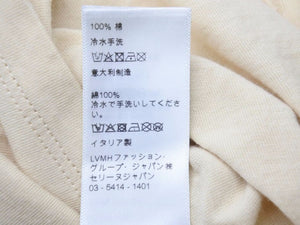 100% 棉
冷水手洗
意大利制造
綿100%
冷水で手洗いしてくださ
い。
イタリア製
LVMHファッション・
グループ・ジャパン㈱
セリーヌジャパン
03 - 5414 - 1401